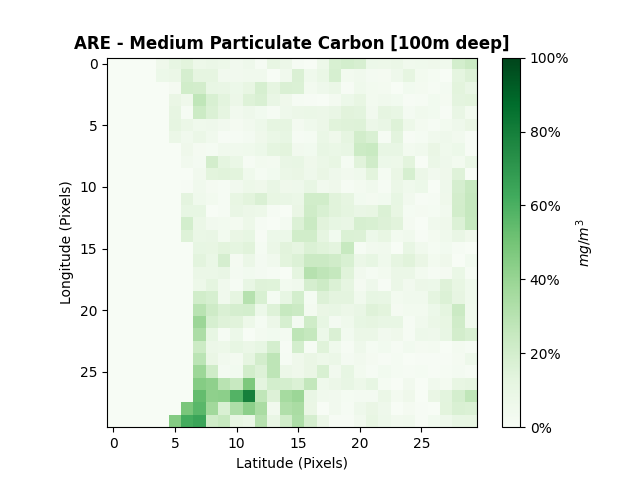 ARE - Medium Particulate Carbon [100m deep]
0
5
10
15
20
25
Longitude (Pixels)
0 5 10 15 20 25
Latitude (Pixels)
100%
80%
60%
40%
20%
0%
mg/m³